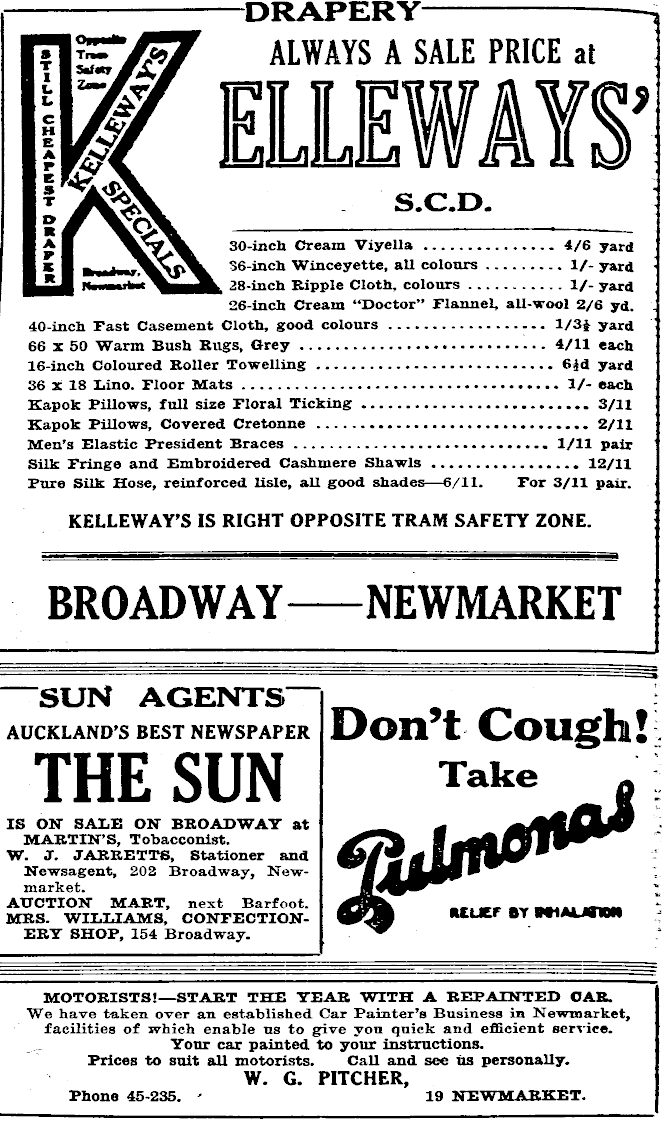 DRAPERY
STILL CHEAPEST DRAPER
Opposite
Tram
Safety
Zone
KELLEWAY'S
SPECIALS
Broadway,
Newmarket
ALWAYS A SALE PRICE at
ELLEWAYS'
S.C.D.
30-inch Cream Viyella ............... 4/6 yard
36-inch Winceyette, all colours ......... 1/- yard
28-inch Ripple Cloth, colours ........... 1/- yard
26-inch Cream "Doctor" Flannel, all-wool 2/6 yd.
40-inch Fast Casement Cloth, good colours ................. 1/3½ yard
66 x 50 Warm Bush Rugs, Grey ............................ 4/11 each
16-inch Coloured Roller Towelling ........................... 6½d yard
36 x 18 Lino. Floor Mats ..................................... 1/- each
Kapok Pillows, full size Floral Ticking .......................... 3/11
Kapok Pillows, Covered Cretonne ............................... 2/11
Men's Elastic President Braces ............................. 1/11 pair
Silk Fringe and Embroidered Cashmere Shawls ................. 12/11
Pure Silk Hose, reinforced lisle, all good shades—6/11. For 3/11 pair.
KELLEWAY'S IS RIGHT OPPOSITE TRAM SAFETY ZONE.
BROADWAY — NEWMARKET
SUN AGENTS
AUCKLAND'S BEST NEWSPAPER
THE SUN
IS ON SALE ON BROADWAY at
MARTIN'S, Tobacconist.
W. J. JARRETTS, Stationer and
Newsagent, 202 Broadway, New-
market.
AUCTION MART, next Barfoot.
MRS. WILLIAMS, CONFECTION-
ERY SHOP, 154 Broadway.
Don't Cough!
Take
Pulmonas
RELIEF BY INHALATION
MOTORISTS!—START THE YEAR WITH A REPAINTED CAR.
We have taken over an established Car Painter's Business in Newmarket,
facilities of which enable us to give you quick and efficient service.
Your car painted to your instructions.
Prices to suit all motorists. Call and see us personally.
W. G. PITCHER,
Phone 45-235. 19 NEWMARKET.